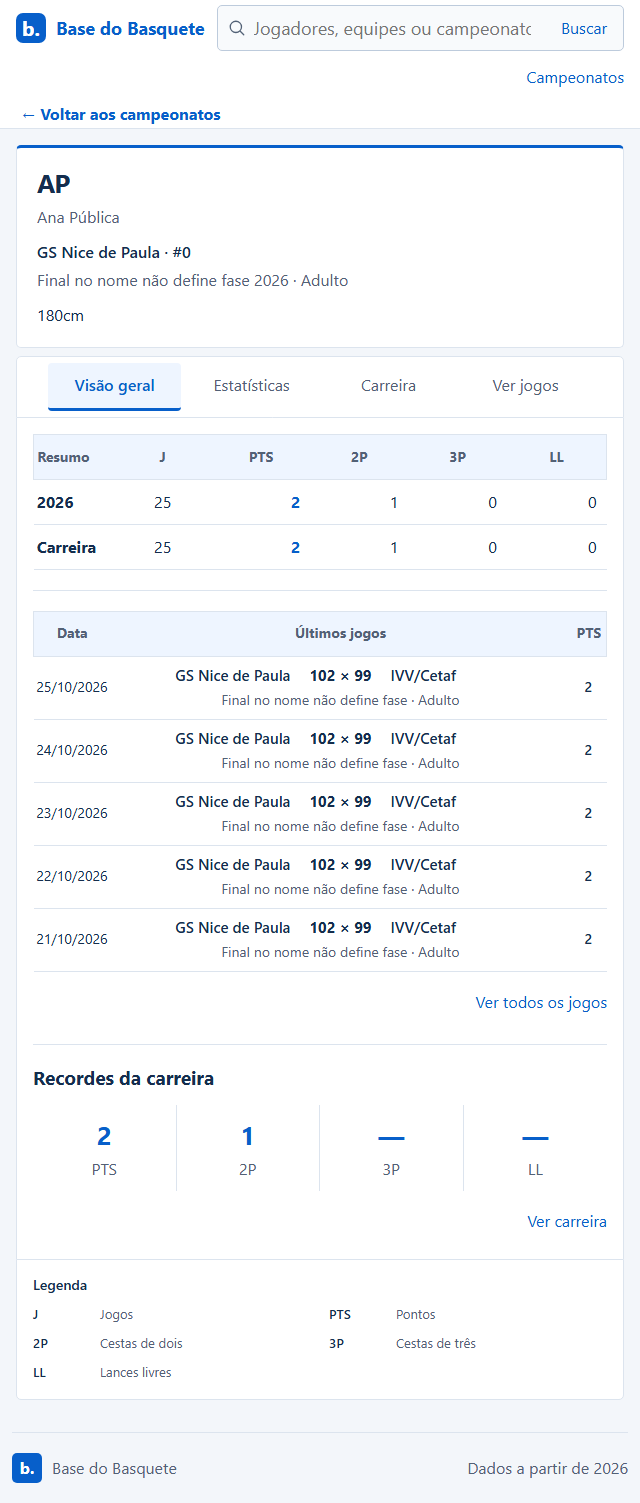 b. Base do Basquete Jogadores, equipes ou campeonato Buscar
Campeonatos
← Voltar aos campeonatos
AP
Ana Pública
GS Nice de Paula · #0
Final no nome não define fase 2026 · Adulto
180cm
Visão geral Estatísticas Carreira Ver jogos
Resumo J PTS 2P 3P LL
2026 25 2 1 0 0
Carreira 25 2 1 0 0
Data Últimos jogos PTS
25/10/2026 GS Nice de Paula 102 × 99 IVV/Cetaf 2
Final no nome não define fase · Adulto
24/10/2026 GS Nice de Paula 102 × 99 IVV/Cetaf 2
Final no nome não define fase · Adulto
23/10/2026 GS Nice de Paula 102 × 99 IVV/Cetaf 2
Final no nome não define fase · Adulto
22/10/2026 GS Nice de Paula 102 × 99 IVV/Cetaf 2
Final no nome não define fase · Adulto
21/10/2026 GS Nice de Paula 102 × 99 IVV/Cetaf 2
Final no nome não define fase · Adulto
Ver todos os jogos
Recordes da carreira
2 1 — —
PTS 2P 3P LL
Ver carreira
Legenda
J Jogos PTS Pontos
2P Cestas de dois 3P Cestas de três
LL Lances livres
b. Base do Basquete Dados a partir de 2026